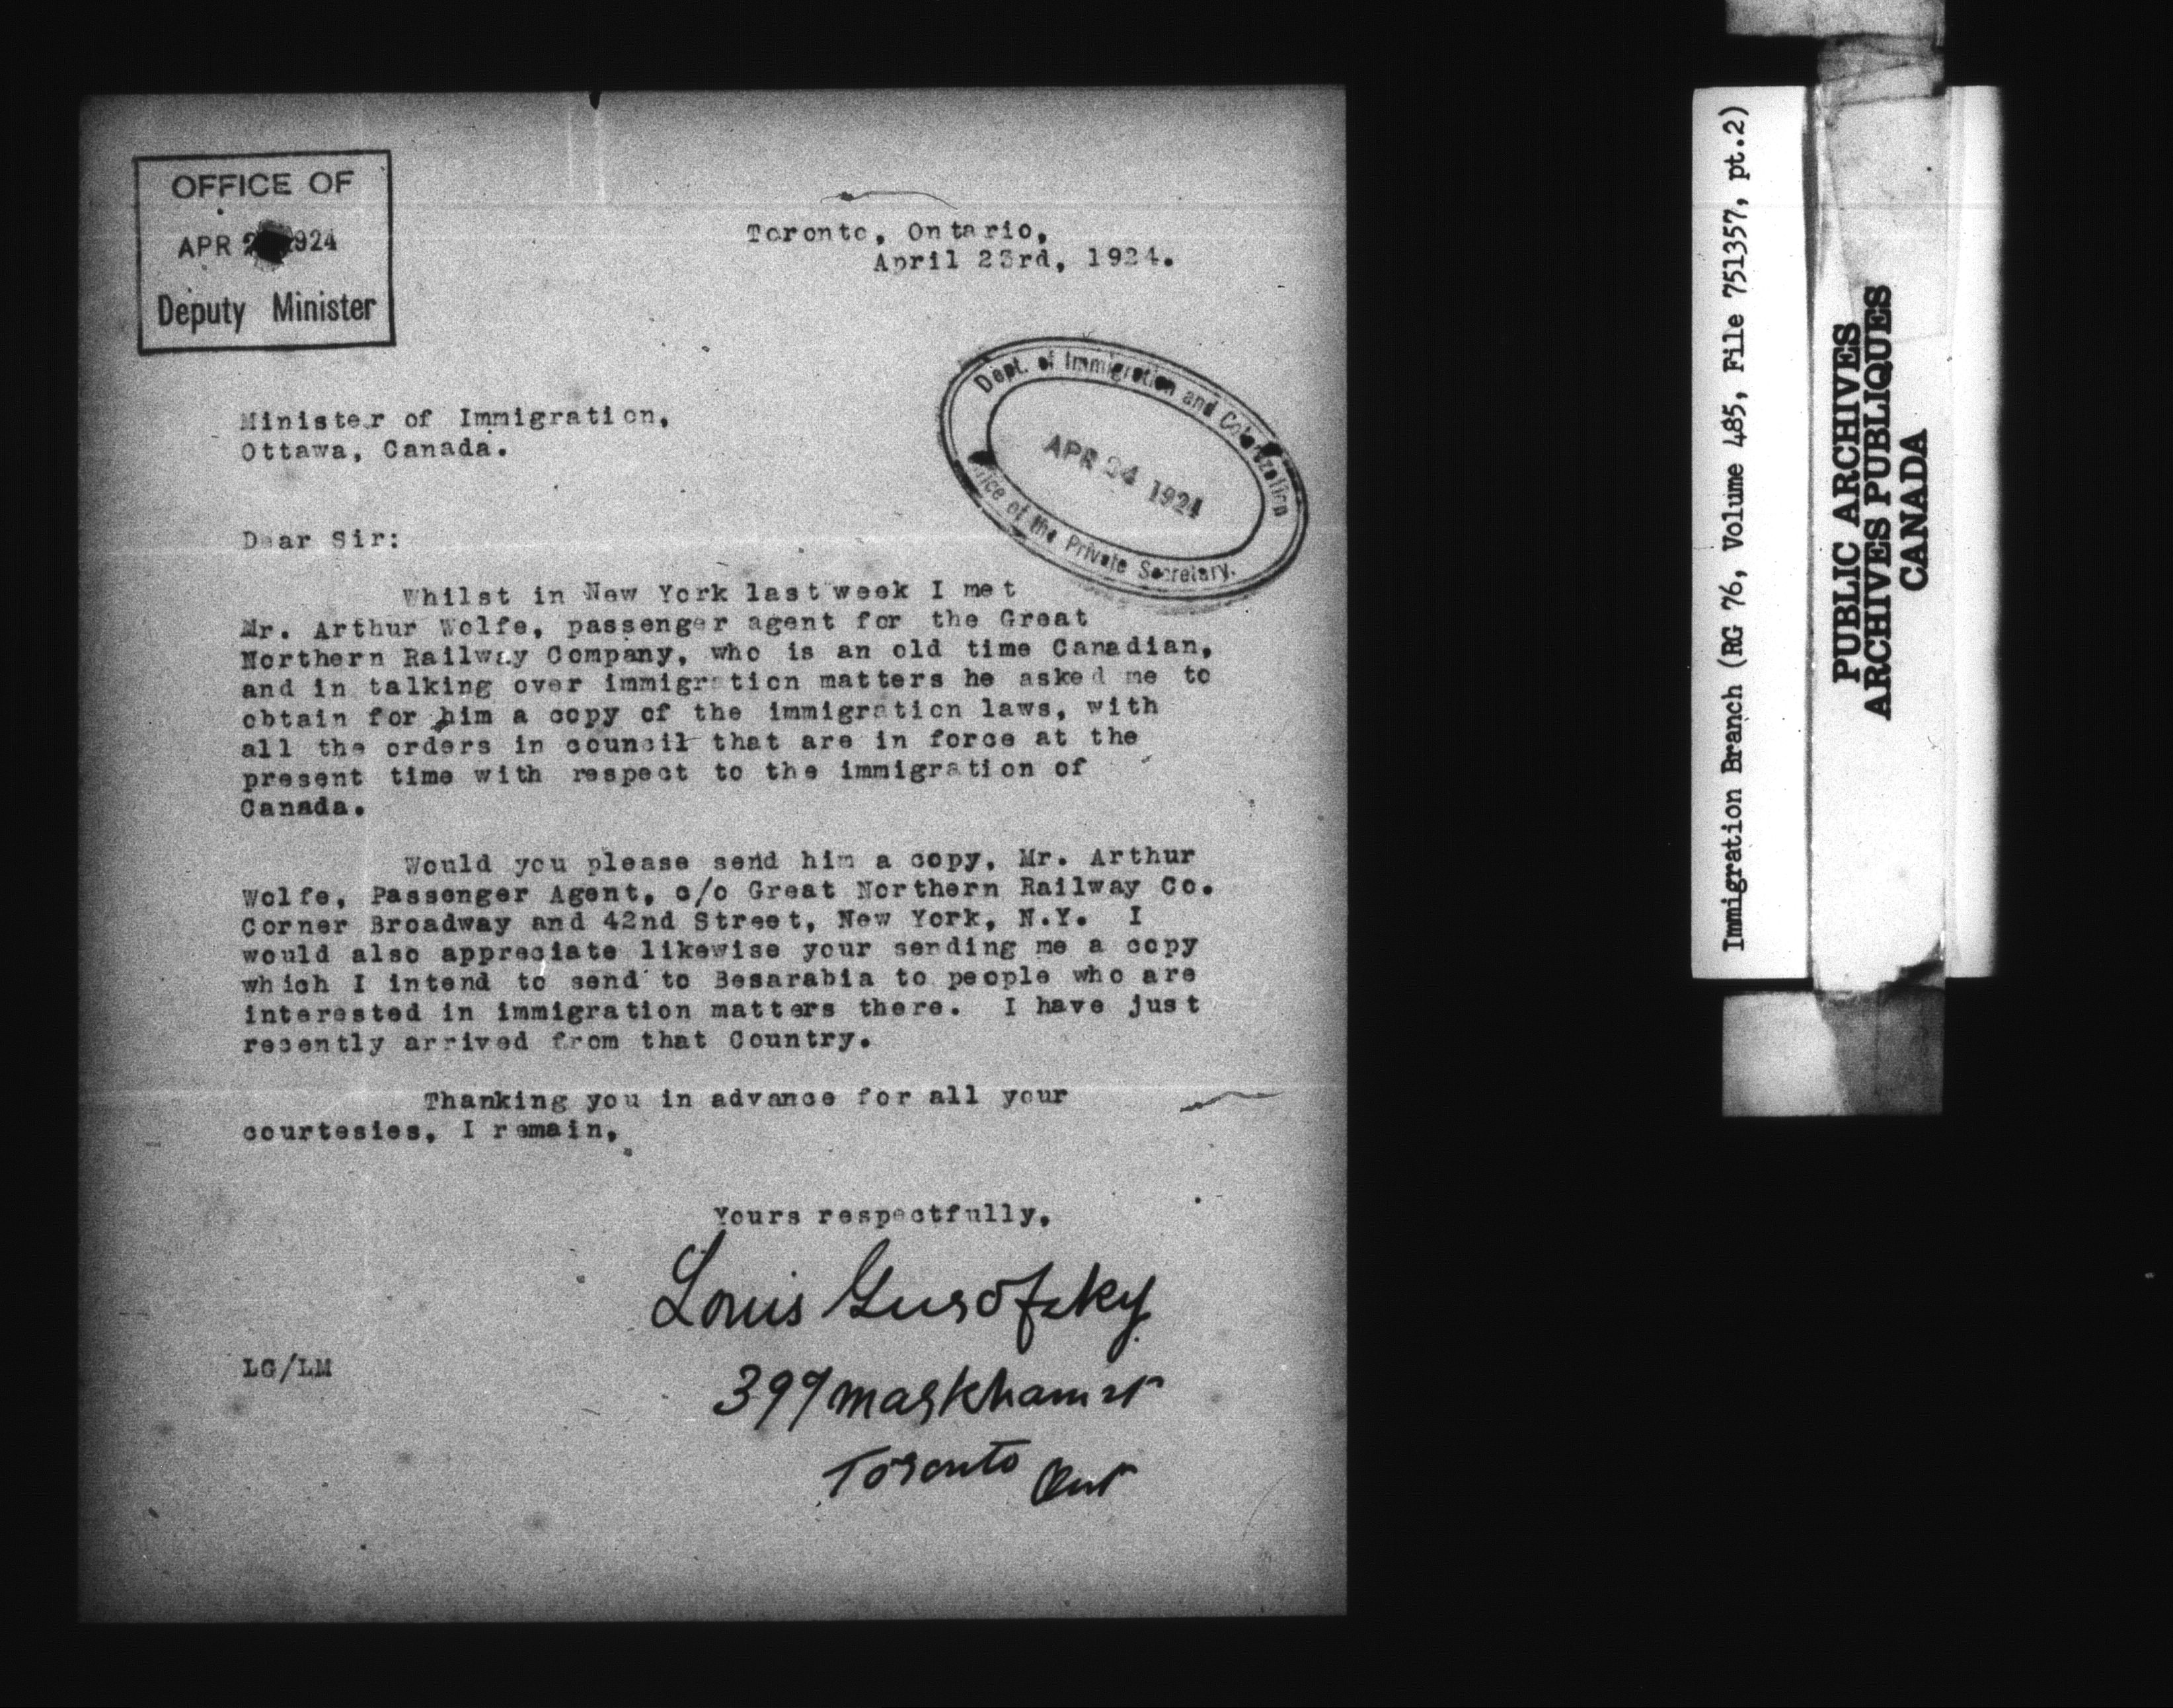 OFFICE OF
APR 2 1924
Deputy Minister
Toronto, Ontario,
April 23rd, 1924.
Dept. of Immigration and Colonization
APR 24 1924
Office of the Private Secretary.
Minister of Immigration,
Ottawa, Canada.
Dear Sir:
Whilst in New York last week I met
Mr. Arthur Wolfe, passenger agent for the Great
Northern Railway Company, who is an old time Canadian,
and in talking over immigration matters he asked me to
obtain for him a copy of the immigration laws, with
all the orders in council that are in force at the
present time with respect to the immigration of
Canada.
Would you please send him a copy, Mr. Arthur
Wolfe, Passenger Agent, c/o Great Northern Railway Co.
Corner Broadway and 42nd Street, New York, N.Y. I
would also appreciate likewise your sending me a copy
which I intend to send to Besarabia to people who are
interested in immigration matters there. I have just
recently arrived from that Country.
Thanking you in advance for all your
courtesies, I remain,
Yours respectfully,
Louis Gurofzky
LG/LM
399 Markham st
Toronto Ont
Immigration Branch (RG 76, Volume 485, File 751357, pt.2)
PUBLIC ARCHIVES
ARCHIVES PUBLIQUES
CANADA